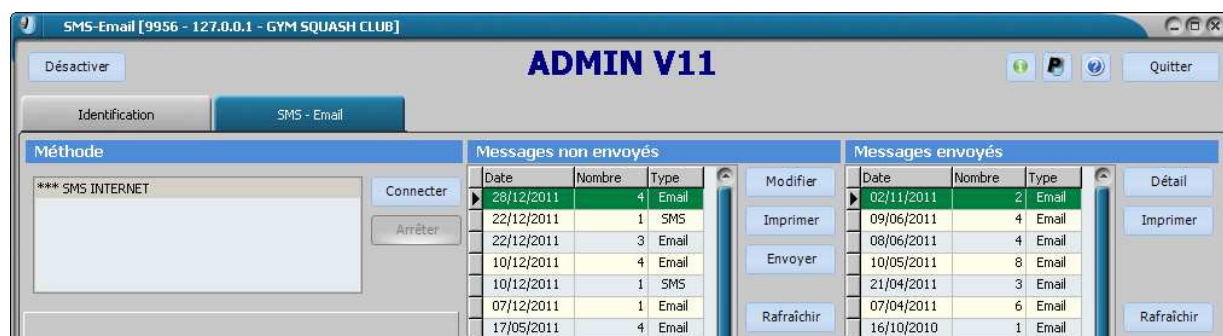 SMS-Email [9956 - 127.0.0.1 - GYM SQUASH CLUB]
Désactiver
ADMIN V11
Quitter
Identification
SMS - Email
Méthode
*** SMS INTERNET
Connecter
Arrêter
Messages non envoyés
Date Nombre Type
28/12/2011 4 Email
22/12/2011 1 SMS
22/12/2011 3 Email
10/12/2011 4 Email
10/12/2011 1 SMS
07/12/2011 1 Email
17/05/2011 4 Email
Modifier
Imprimer
Envoyer
Rafraîchir
Messages envoyés
Date Nombre Type
02/11/2011 2 Email
09/06/2011 4 Email
08/06/2011 4 Email
10/05/2011 8 Email
21/04/2011 3 Email
07/04/2011 6 Email
16/10/2010 1 Email
Détail
Imprimer
Rafraîchir